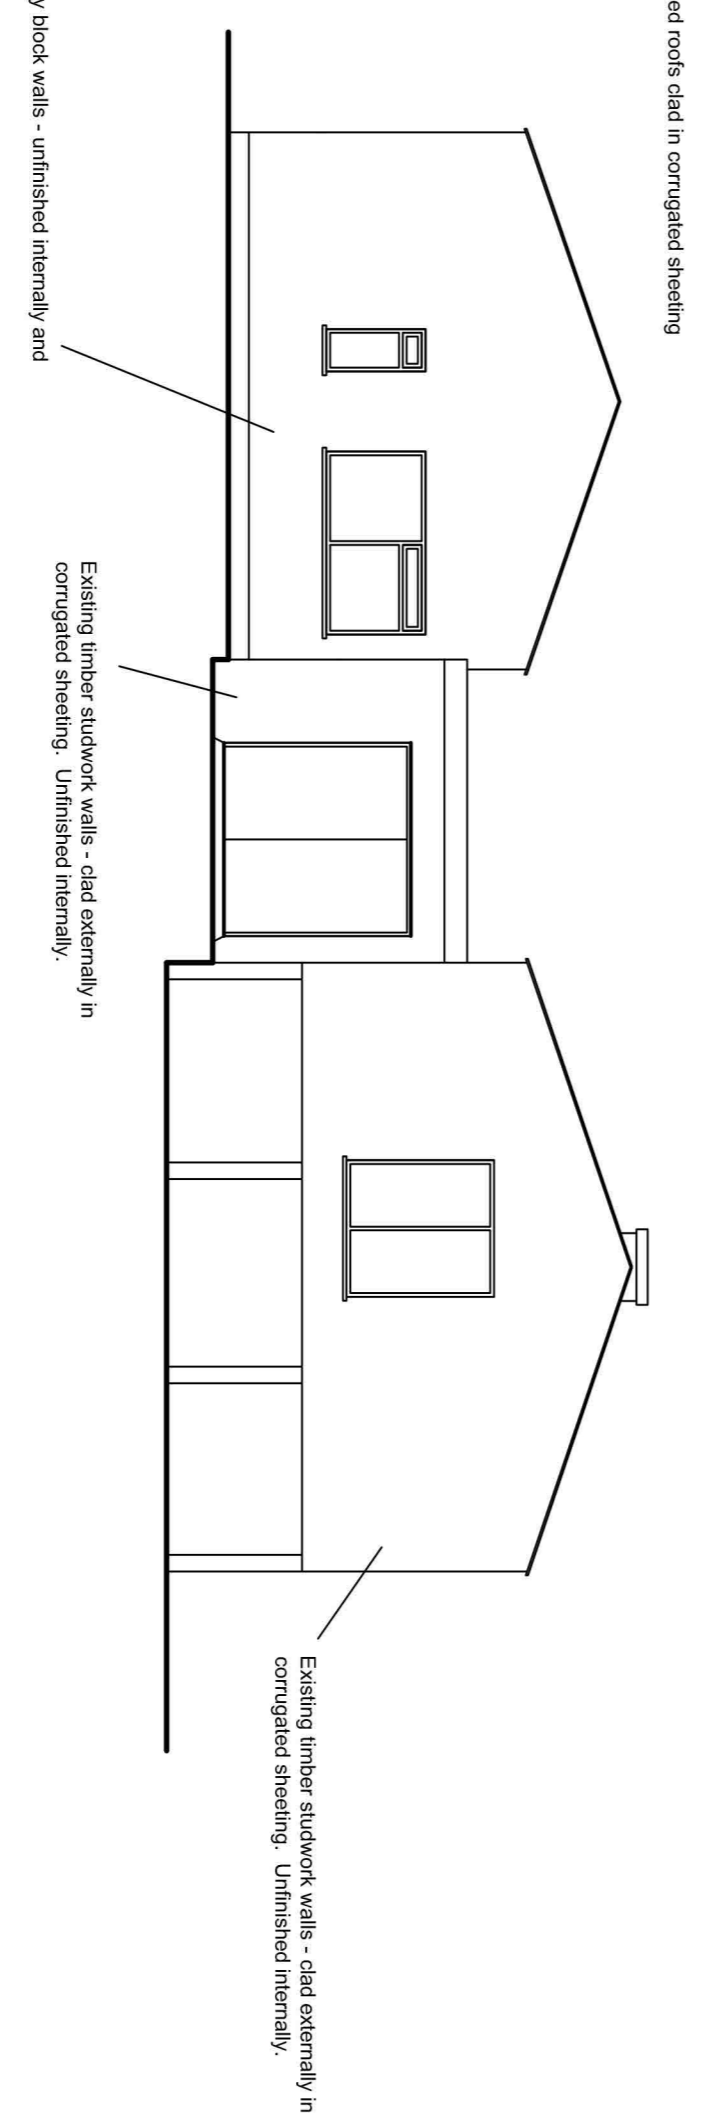 ed roofs clad in corrugated sheeting
y block walls - unfinished internally and
Existing timber studwork walls - clad externally in
corrugated sheeting. Unfinished internally.
Existing timber studwork walls - clad externally in
corrugated sheeting. Unfinished internally.